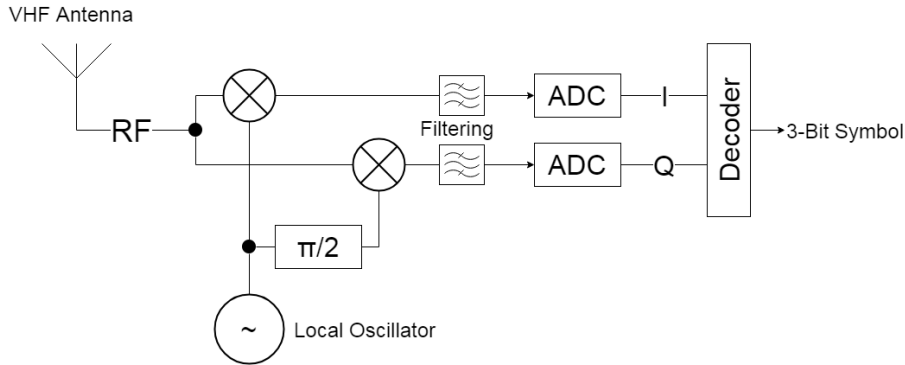 VHF Antenna
RF
Filtering
ADC
I
ADC
Q
Decoder
3-Bit Symbol
π/2
~
Local Oscillator